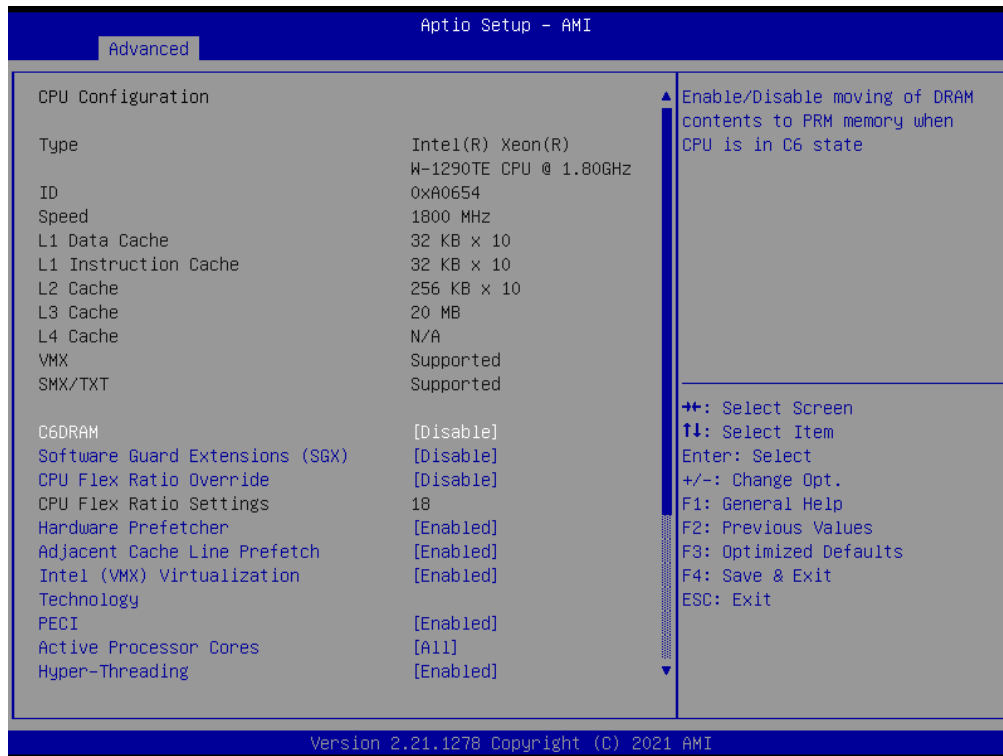 Aptio Setup – AMI
Advanced
CPU Configuration
Type Intel(R) Xeon(R)
W-1290TE CPU @ 1.80GHz
ID 0xA0654
Speed 1800 MHz
L1 Data Cache 32 KB x 10
L1 Instruction Cache 32 KB x 10
L2 Cache 256 KB x 10
L3 Cache 20 MB
L4 Cache N/A
VMX Supported
SMX/TXT Supported
C6DRAM [Disable]
Software Guard Extensions (SGX) [Disable]
CPU Flex Ratio Override [Disable]
CPU Flex Ratio Settings 18
Hardware Prefetcher [Enabled]
Adjacent Cache Line Prefetch [Enabled]
Intel (VMX) Virtualization [Enabled]
Technology
PECI [Enabled]
Active Processor Cores [All]
Hyper-Threading [Enabled]
Enable/Disable moving of DRAM
contents to PRM memory when
CPU is in C6 state
→←: Select Screen
↑↓: Select Item
Enter: Select
+/-: Change Opt.
F1: General Help
F2: Previous Values
F3: Optimized Defaults
F4: Save & Exit
ESC: Exit
Version 2.21.1278 Copyright (C) 2021 AMI